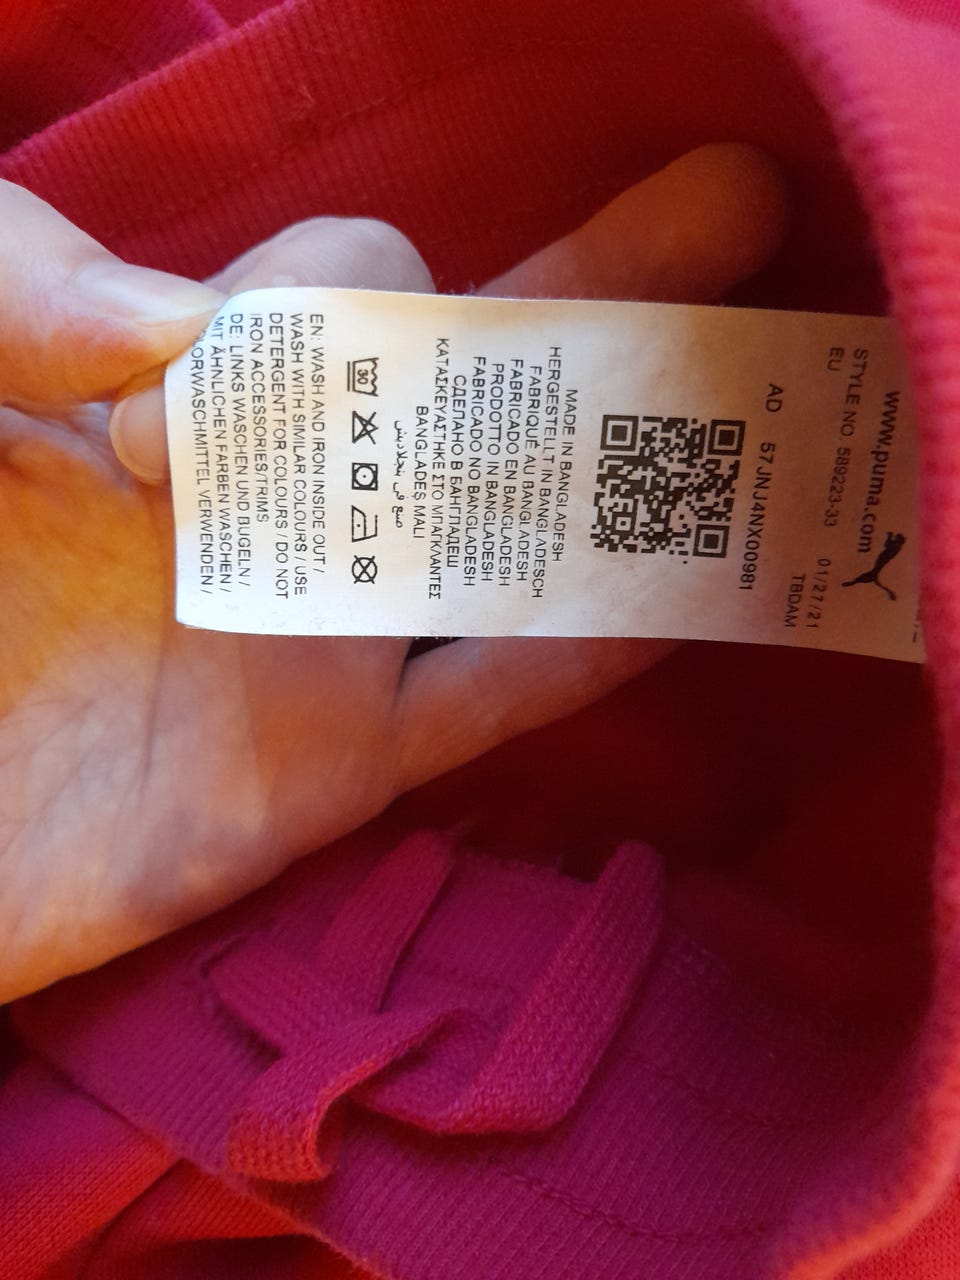 www.puma.com
STYLE NO. 589223-33 01/27/21
EU TBDAM
AD 57JNJ4NX00981
MADE IN BANGLADESH
HERGESTELLT IN BANGLADESCH
FABRIQUÉ AU BANGLADESH
FABRICADO EN BANGLADESH
PRODOTTO IN BANGLADESH
FABRICADO NO BANGLADESH
СДЕЛАНО В БАНГЛАДЕШ
ΚΑΤΑΣΚΕΥΑΣΤΗΚΕ ΣΤΟ ΜΠΑΓΚΛΑΝΤΕΣ
BANGLADEŞ MALI
صنع في بنجلاديش
30
EN: WASH AND IRON INSIDE OUT /
WASH WITH SIMILAR COLOURS / USE
DETERGENT FOR COLOURS / DO NOT
IRON ACCESSORIES/TRIMS
DE: LINKS WASCHEN UND BÜGELN /
MIT ÄHNLICHEN FARBEN WASCHEN /
COLORWASCHMITTEL VERWENDEN /